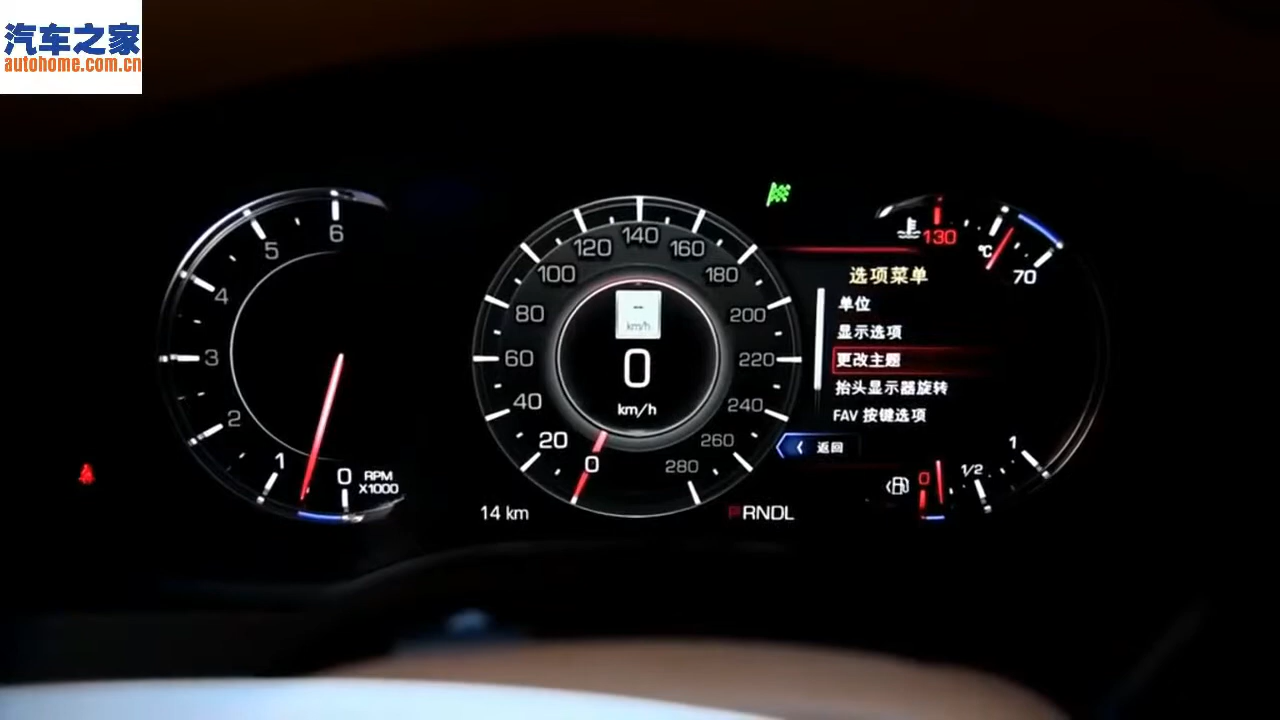 汽车之家
autohome.com.cn
6
5
4
3
2
1
0
RPM
X1000
140
120
160
100
180
80
200
60
220
40
240
20
260
0
280
--
km/h
0
km/h
14 km
PRNDL
130
°C
70
选项菜单
单位
显示选项
更改主题
抬头显示器旋转
FAV 按键选项
返回
0
1/2
1